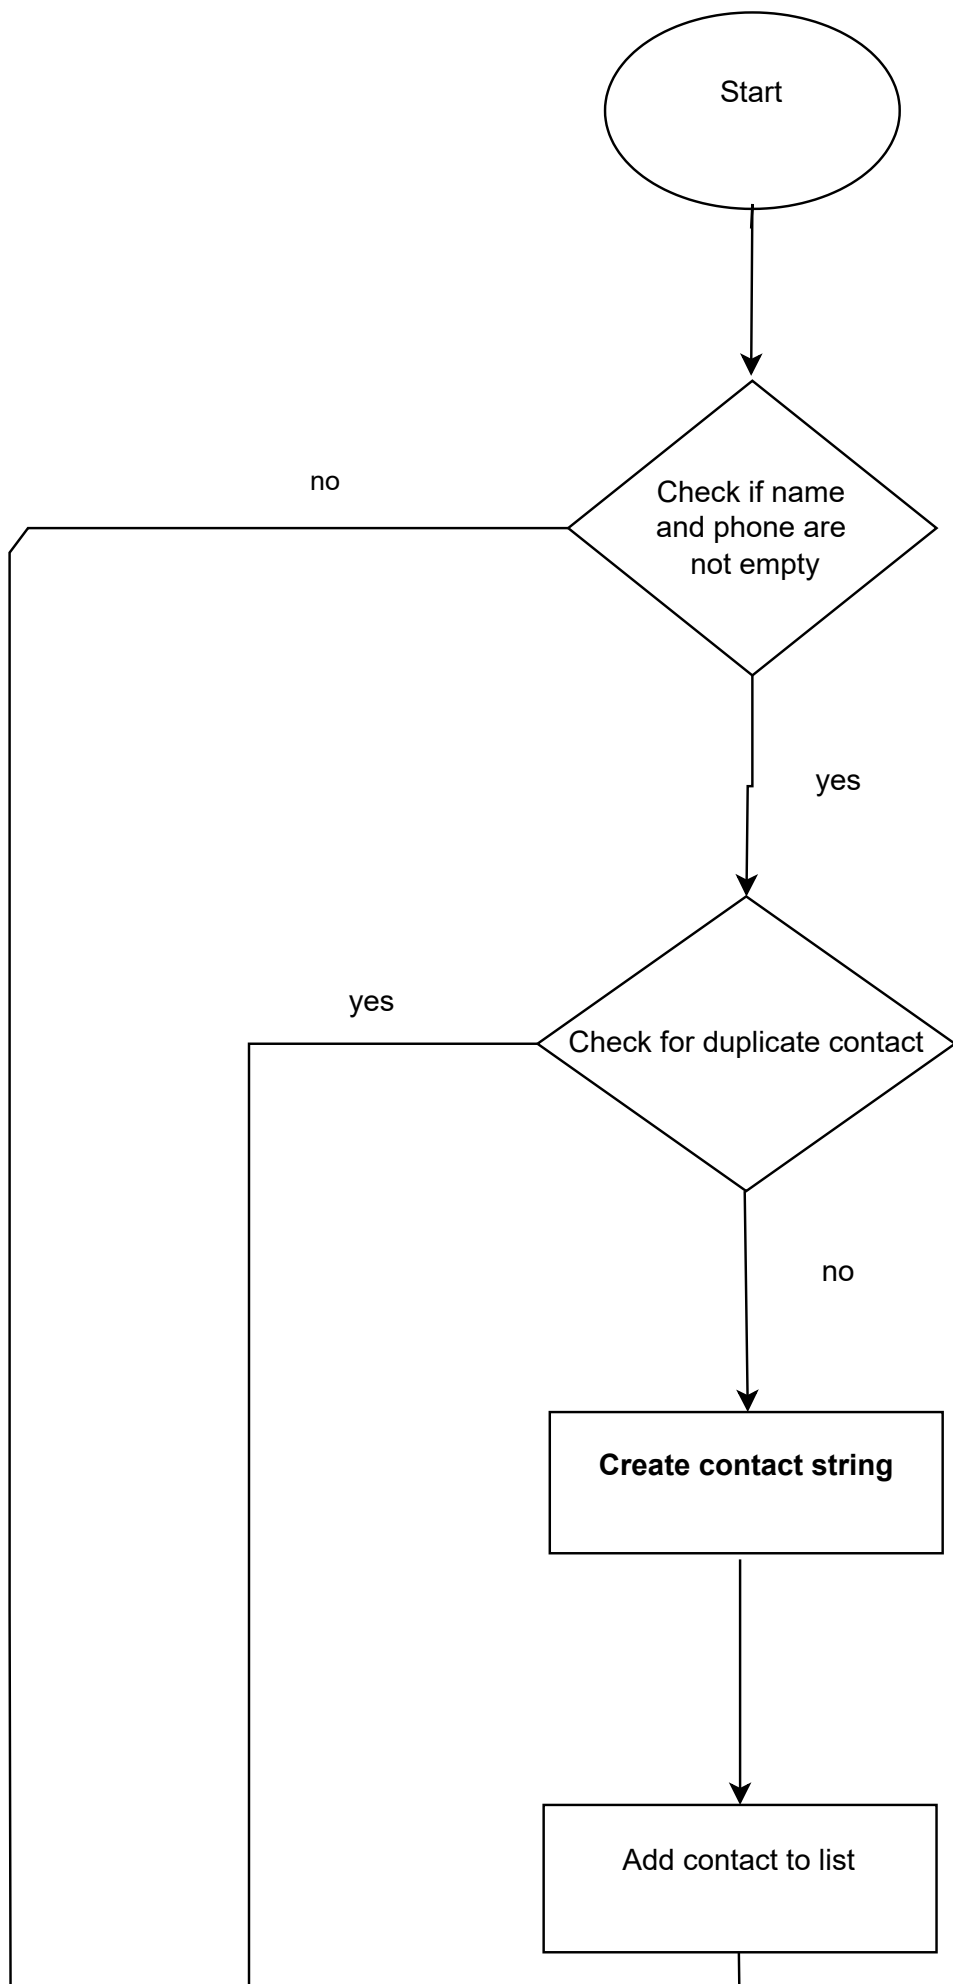 Start
no
Check if name
and phone are
not empty
yes
yes
Check for duplicate contact
no
Create contact string
Add contact to list